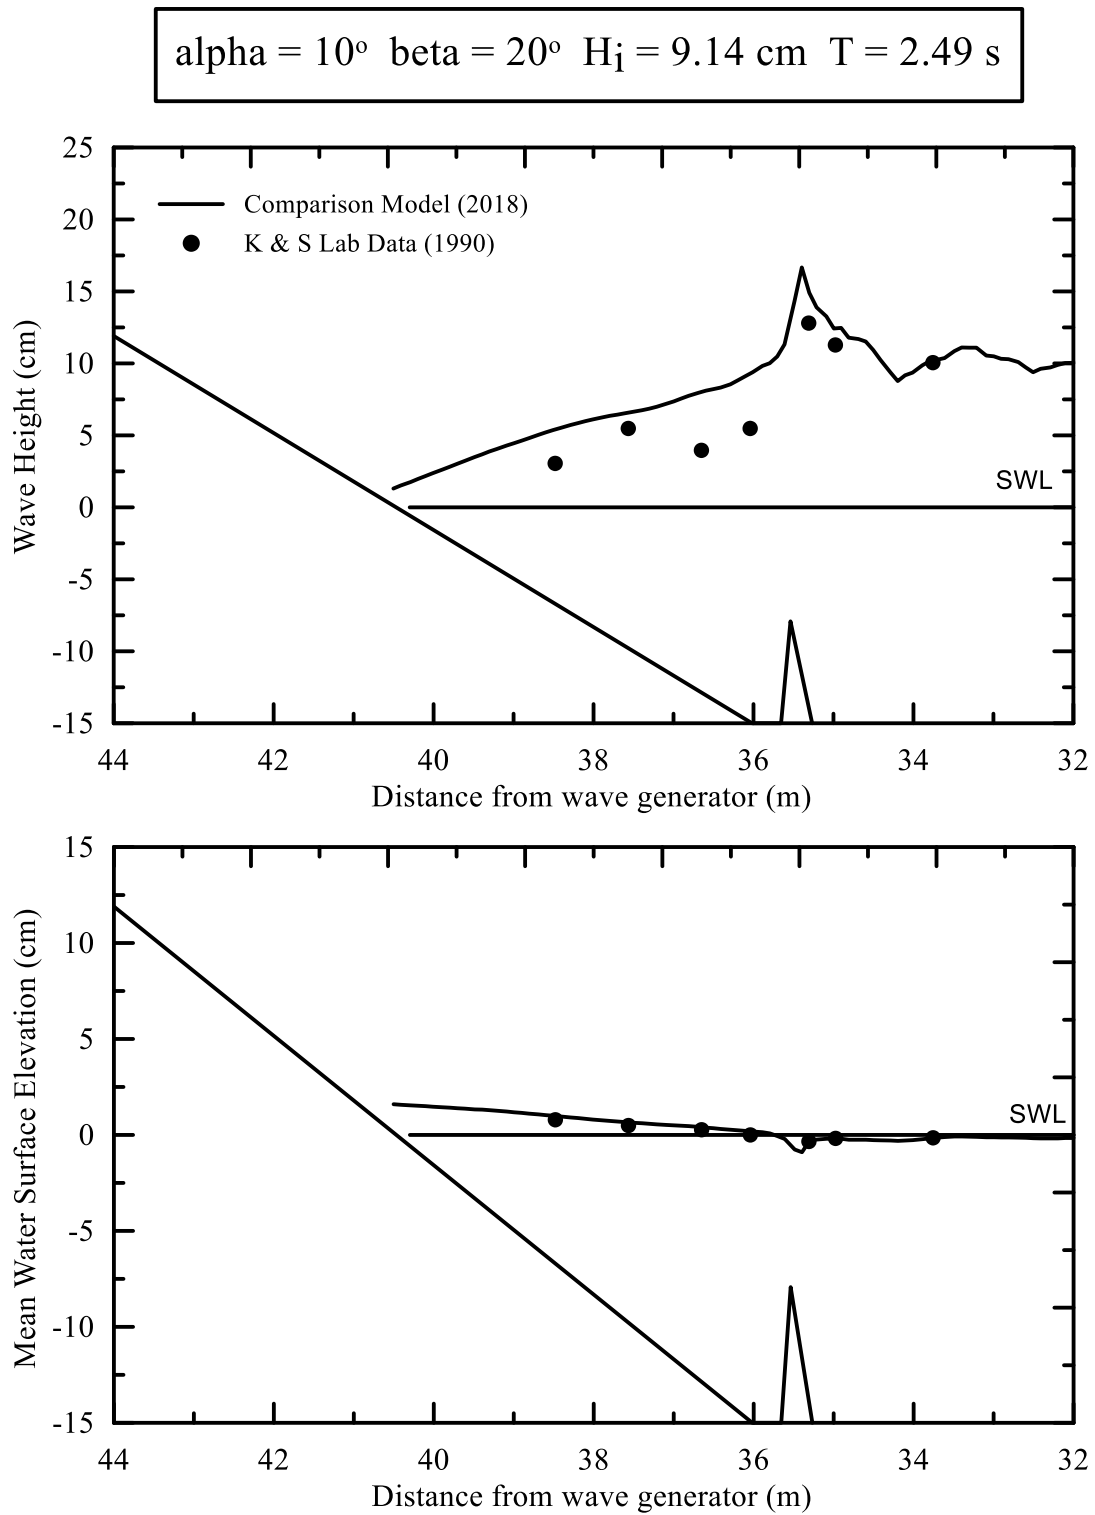 alpha = 10° beta = 20° Hi = 9.14 cm T = 2.49 s
25
20
15
10
5
0
-5
-10
-15
Wave Height (cm)
Comparison Model (2018)
K & S Lab Data (1990)
SWL
44 42 40 38 36 34 32
Distance from wave generator (m)
15
10
5
0
-5
-10
-15
Mean Water Surface Elevation (cm)
SWL
44 42 40 38 36 34 32
Distance from wave generator (m)